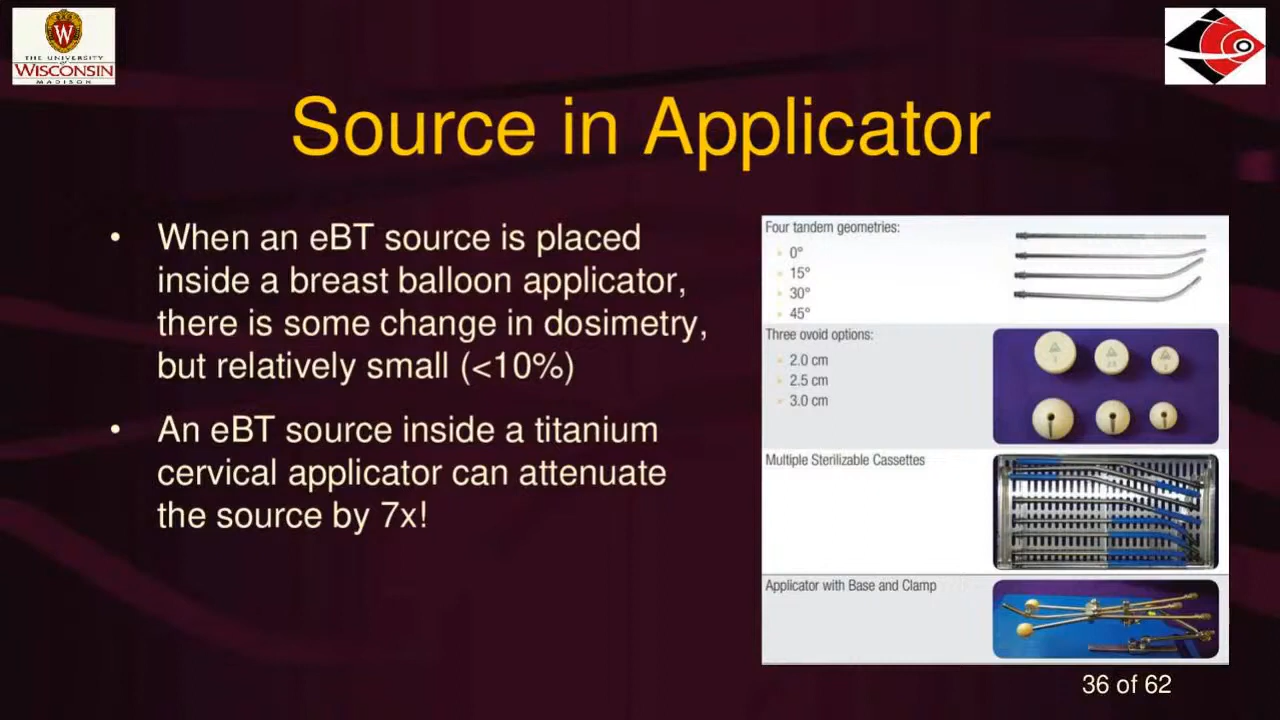 THE UNIVERSITY
of
WISCONSIN
MADISON
Source in Applicator
• When an eBT source is placed
inside a breast balloon applicator,
there is some change in dosimetry,
but relatively small (<10%)
• An eBT source inside a titanium
cervical applicator can attenuate
the source by 7x!
Four tandem geometries:
0°
15°
30°
45°
Three ovoid options:
2.0 cm
2.5 cm
3.0 cm
Multiple Sterilizable Cassettes
Applicator with Base and Clamp
36 of 62